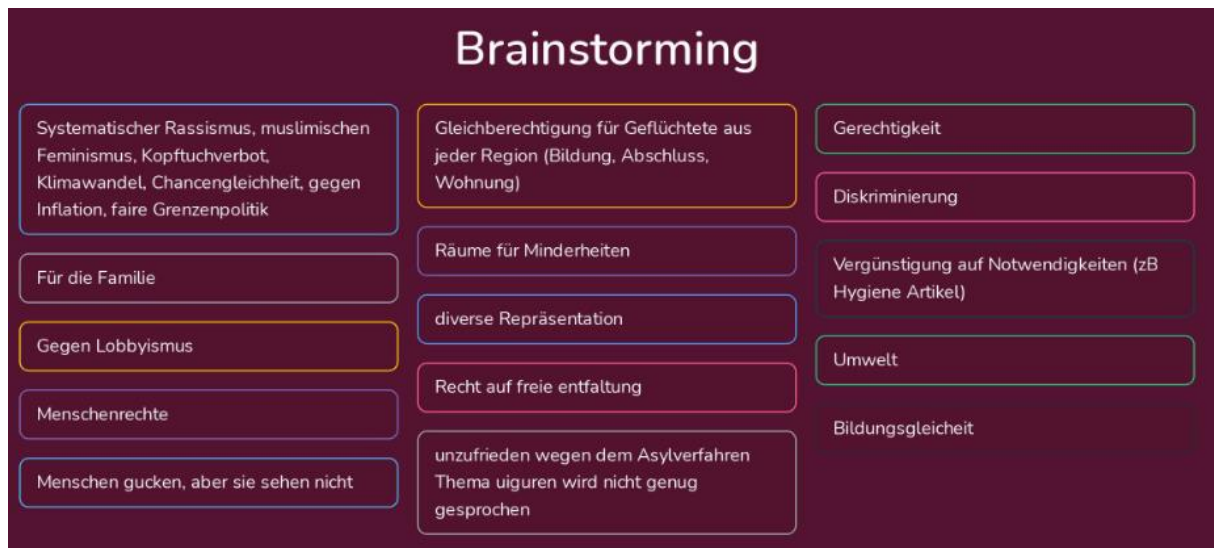 Brainstorming
Systematischer Rassismus, muslimischen
Feminismus, Kopftuchverbot,
Klimawandel, Chancengleichheit, gegen
Inflation, faire Grenzenpolitik
Für die Familie
Gegen Lobbyismus
Menschenrechte
Menschen gucken, aber sie sehen nicht
Gleichberechtigung für Geflüchtete aus
jeder Region (Bildung, Abschluss,
Wohnung)
Räume für Minderheiten
diverse Repräsentation
Recht auf freie entfaltung
unzufrieden wegen dem Asylverfahren
Thema uiguren wird nicht genug
gesprochen
Gerechtigkeit
Diskriminierung
Vergünstigung auf Notwendigkeiten (zB
Hygiene Artikel)
Umwelt
Bildungsgleicheit